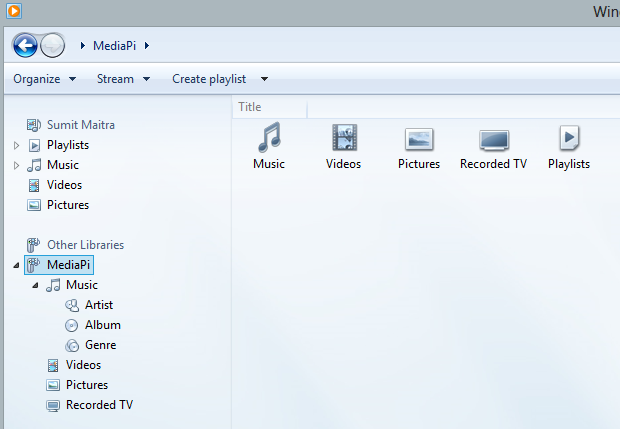 Win
MediaPi
Organize Stream Create playlist
Title
Music Videos Pictures Recorded TV Playlists
Sumit Maitra
Playlists
Music
Videos
Pictures
Other Libraries
MediaPi
Music
Artist
Album
Genre
Videos
Pictures
Recorded TV